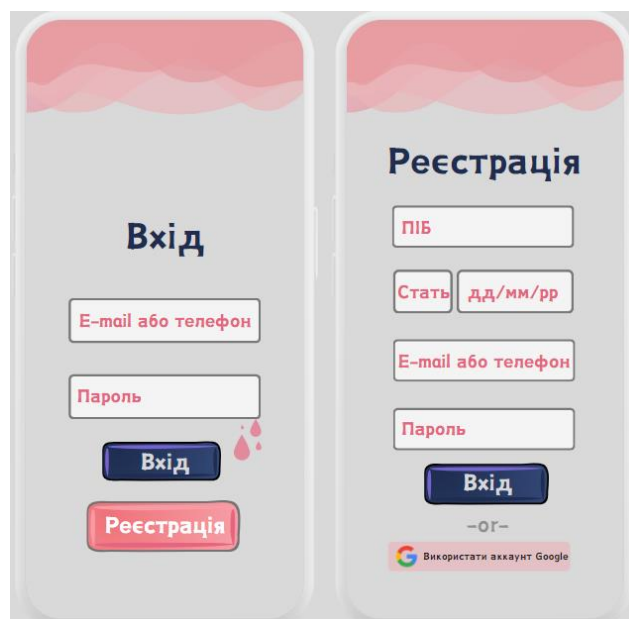 Вхід
E-mail або телефон
Пароль
Вхід
Реєстрація
Реєстрація
ПІБ
Стать дд/мм/рр
E-mail або телефон
Пароль
Вхід
-or-
Використати аккаунт Google